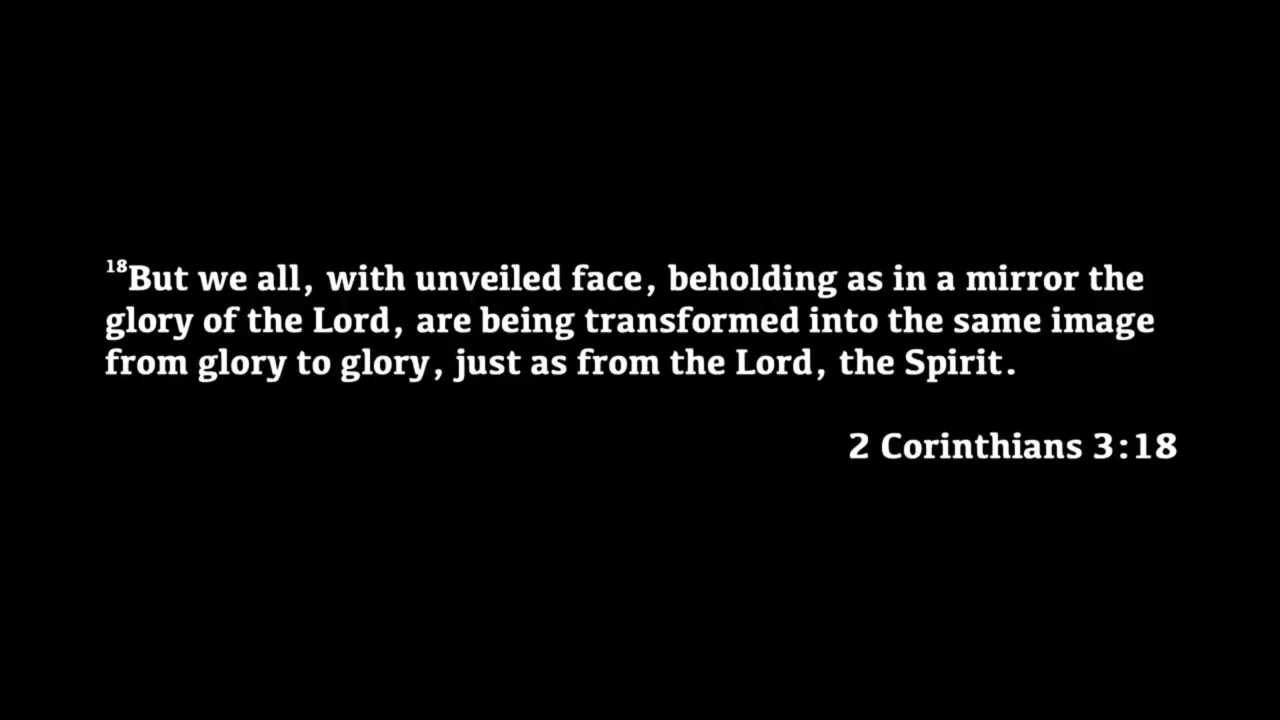 18But we all, with unveiled face, beholding as in a mirror the
glory of the Lord, are being transformed into the same image
from glory to glory, just as from the Lord, the Spirit.
2 Corinthians 3:18